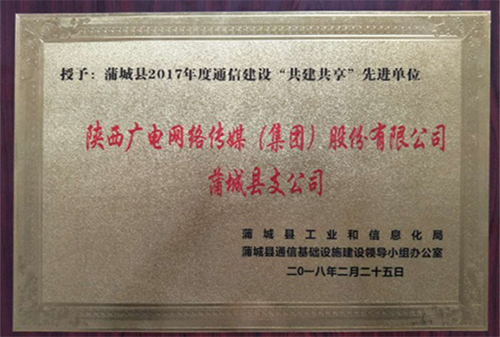 授予：蒲城县2017年度通信建设“共建共享”先进单位
陕西广电网络传媒（集团）股份有限公司
蒲城县支公司
蒲城县工业和信息化局
蒲城县通信基础设施建设领导小组办公室
二〇一八年二月二十五日